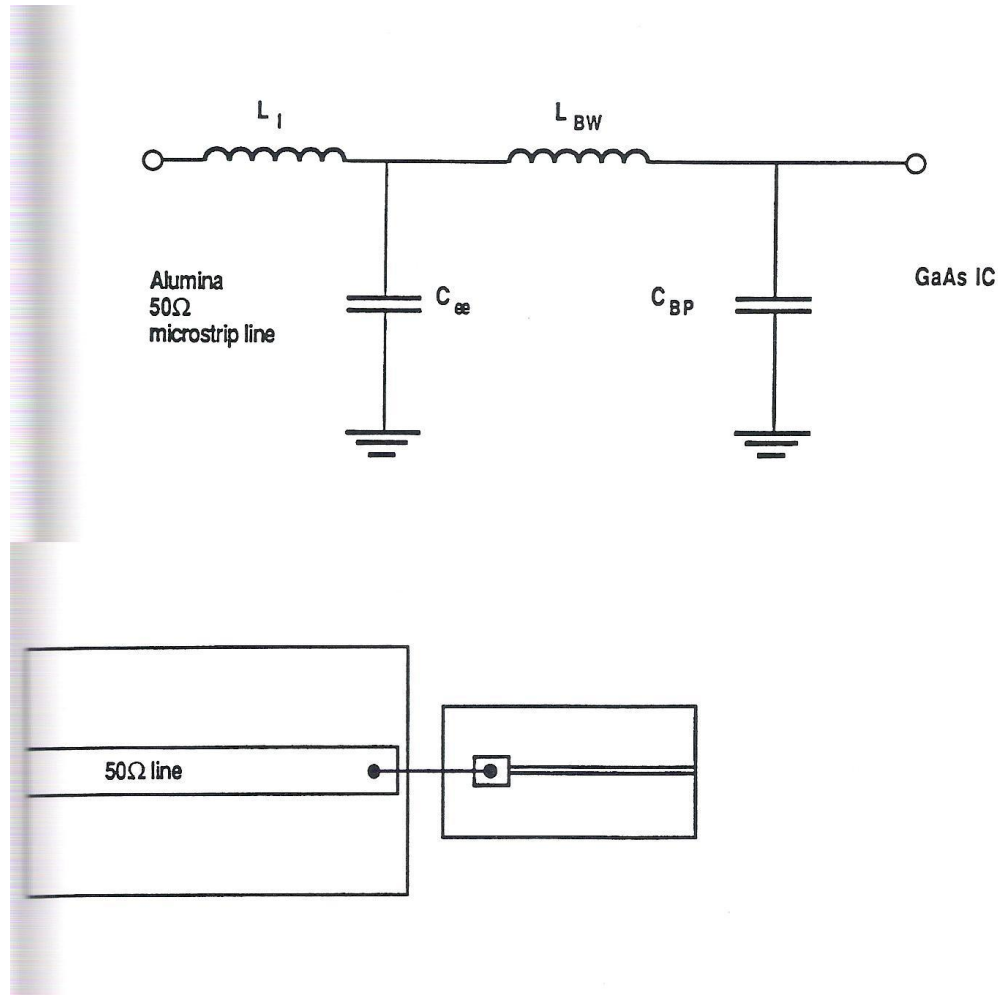 L I
L BW
Alumina
50Ω
microstrip line
C ee
C BP
GaAs IC
50Ω line